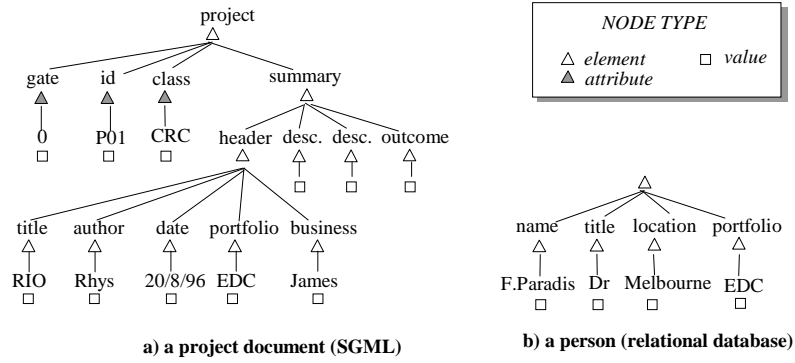 project
gate id class summary
0 P01 CRC
header desc. desc. outcome
title author date portfolio business
RIO Rhys 20/8/96 EDC James
a) a project document (SGML)
NODE TYPE
element value
attribute
name title location portfolio
F.Paradis Dr Melbourne EDC
b) a person (relational database)